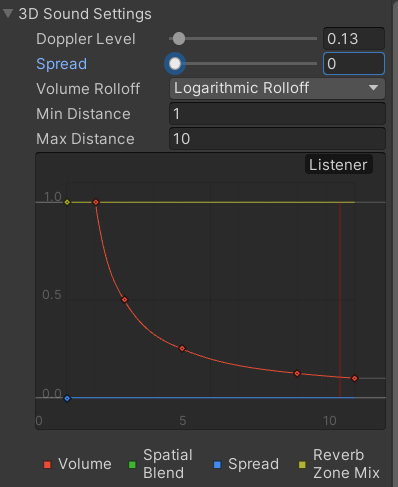 3D Sound Settings
Doppler Level 0.13
Spread 0
Volume Rolloff Logarithmic Rolloff
Min Distance 1
Max Distance 10
Listener
1.0
0.5
0.0
0 5 10
Volume Spatial Blend Spread Reverb Zone Mix